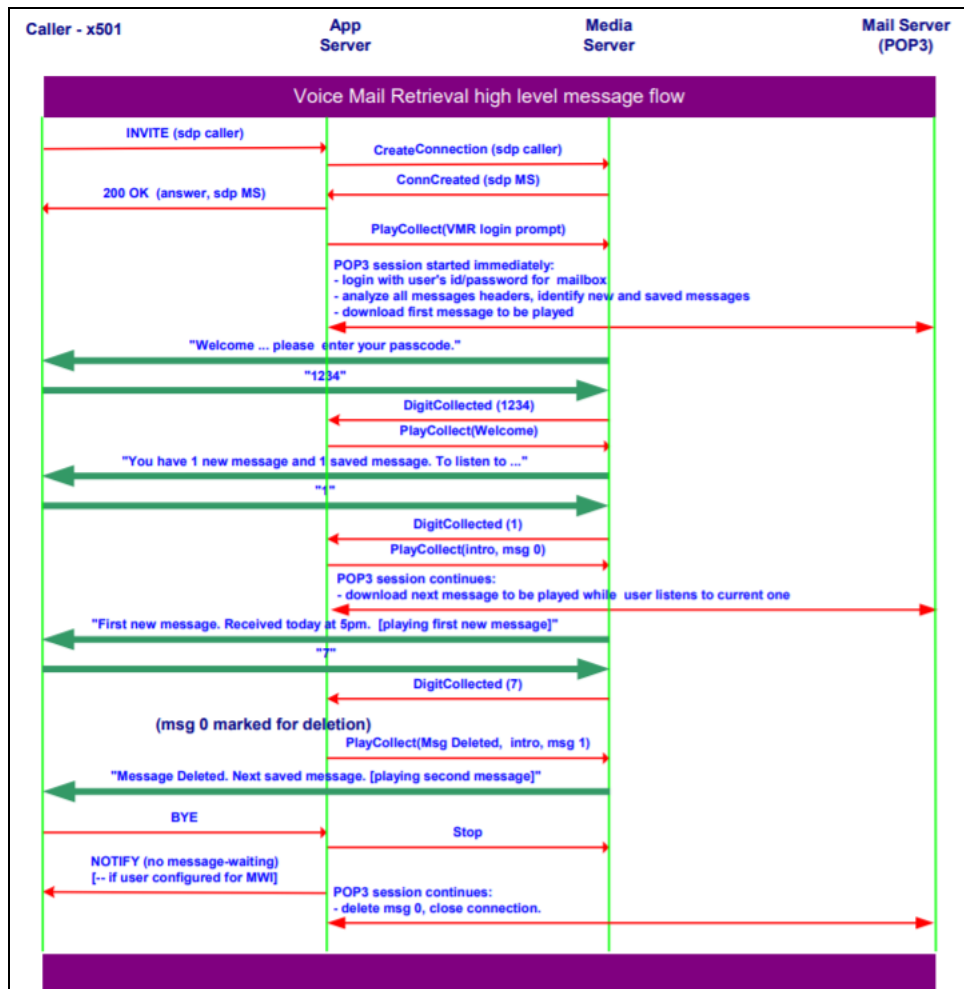 Caller - x501
App
Server
Media
Server
Mail Server
(POP3)
Voice Mail Retrieval high level message flow
INVITE (sdp caller)
CreateConnection (sdp caller)
ConnCreated (sdp MS)
200 OK (answer, sdp MS)
PlayCollect(VMR login prompt)
POP3 session started immediately:
- login with user's id/password for mailbox
- analyze all messages headers, identify new and saved messages
- download first message to be played
"Welcome ... please enter your passcode."
"1234"
DigitCollected (1234)
PlayCollect(Welcome)
"You have 1 new message and 1 saved message. To listen to ..."
"1"
DigitCollected (1)
PlayCollect(intro, msg 0)
POP3 session continues:
- download next message to be played while user listens to current one
"First new message. Received today at 5pm. [playing first new message]"
"7"
DigitCollected (7)
(msg 0 marked for deletion)
PlayCollect(Msg Deleted, intro, msg 1)
"Message Deleted. Next saved message. [playing second message]"
BYE
Stop
NOTIFY (no message-waiting)
[-- if user configured for MWI]
POP3 session continues:
- delete msg 0, close connection.